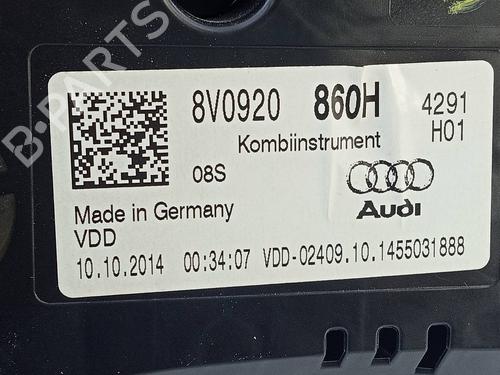 B-PARTS
8V0920 860H 4291
H01
Kombiinstrument
08S
Audi
Made in Germany
VDD
10.10.2014 00:34:07 VDD-02409.10.1455031888